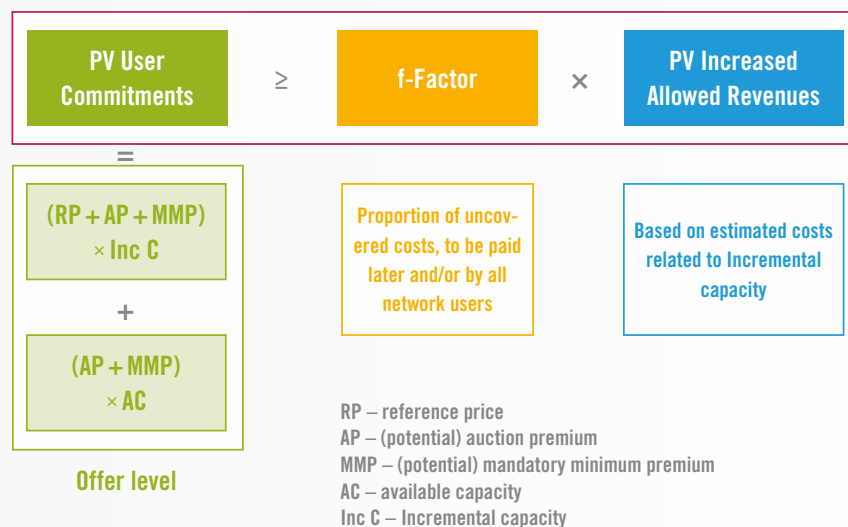 PV User
Commitments
≥
f-Factor
×
PV Increased
Allowed Revenues
=
(RP + AP + MMP)
× Inc C
+
(AP + MMP)
× AC
Offer level
Proportion of uncov-
ered costs, to be paid
later and/or by all
network users
Based on estimated costs
related to Incremental
capacity
RP – reference price
AP – (potential) auction premium
MMP – (potential) mandatory minimum premium
AC – available capacity
Inc C – Incremental capacity